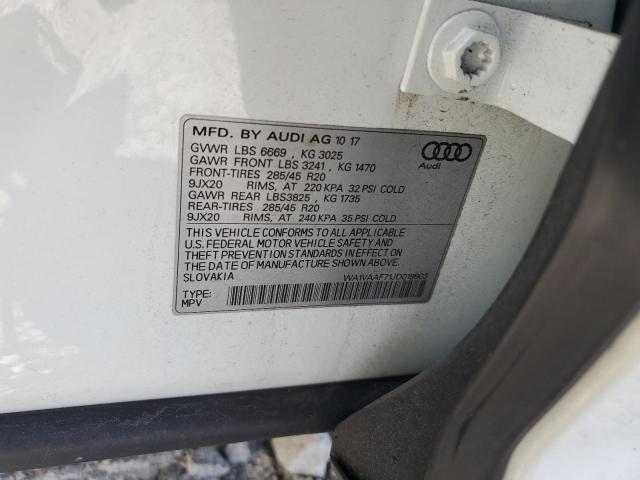 MFD. BY AUDI AG 10 17
GVWR LBS 6669 , KG 3025
GAWR FRONT LBS 3241 , KG 1470
FRONT-TIRES 285/45 R20
9JX20 RIMS, AT 220 KPA 32 PSI COLD
GAWR REAR LBS3825 , KG 1735
REAR-TIRES 285/45 R20
9JX20 RIMS, AT 240 KPA 35 PSI COLD
Audi
THIS VEHICLE CONFORMS TO ALL APPLICABLE
U.S. FEDERAL MOTOR VEHICLE SAFETY AND
THEFT PREVENTION STANDARDS IN EFFECT
ON THE DATE OF MANUFACTURE SHOWN ABOVE.
SLOVAKIA
WA1VAAF71JD018903
TYPE:
MPV